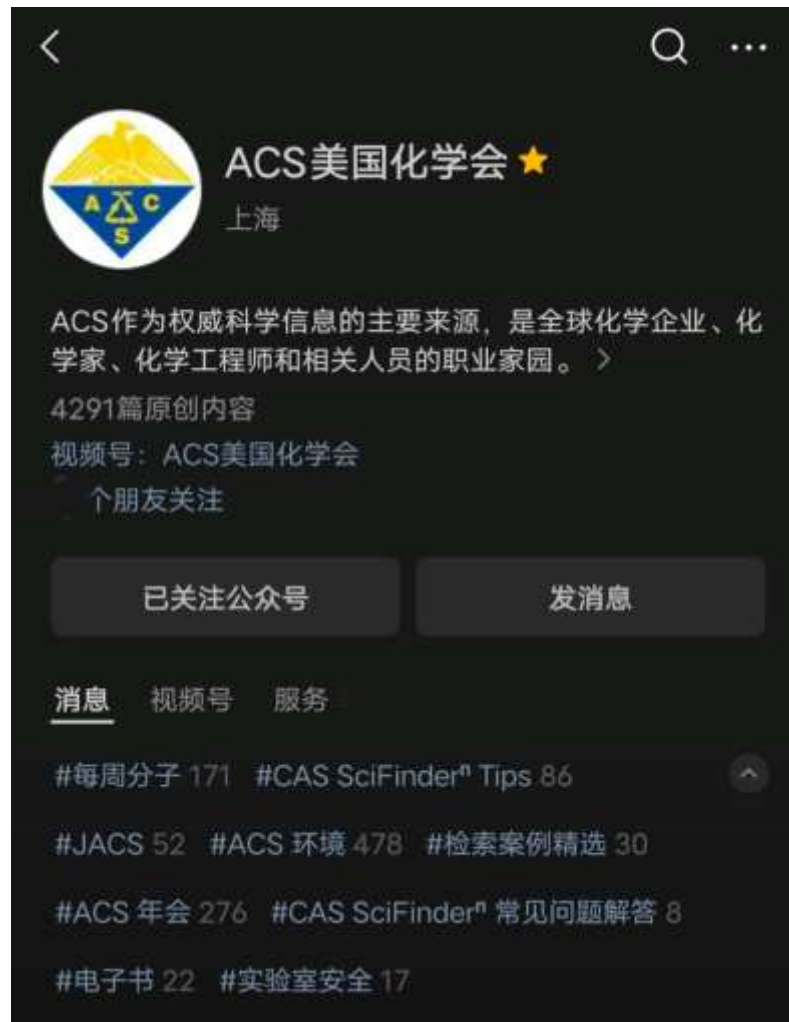 ACS美国化学会
上海
A C
S
ACS作为权威科学信息的主要来源，是全球化学企业、化
学家、化学工程师和相关人员的职业家园。
4291篇原创内容
视频号：ACS美国化学会
个朋友关注
已关注公众号 发消息
消息 视频号 服务
#每周分子 171 #CAS SciFinderⁿ Tips 86
#JACS 52 #ACS 环境 478 #检索案例精选 30
#ACS 年会 276 #CAS SciFinderⁿ 常见问题解答 8
#电子书 22 #实验室安全 17